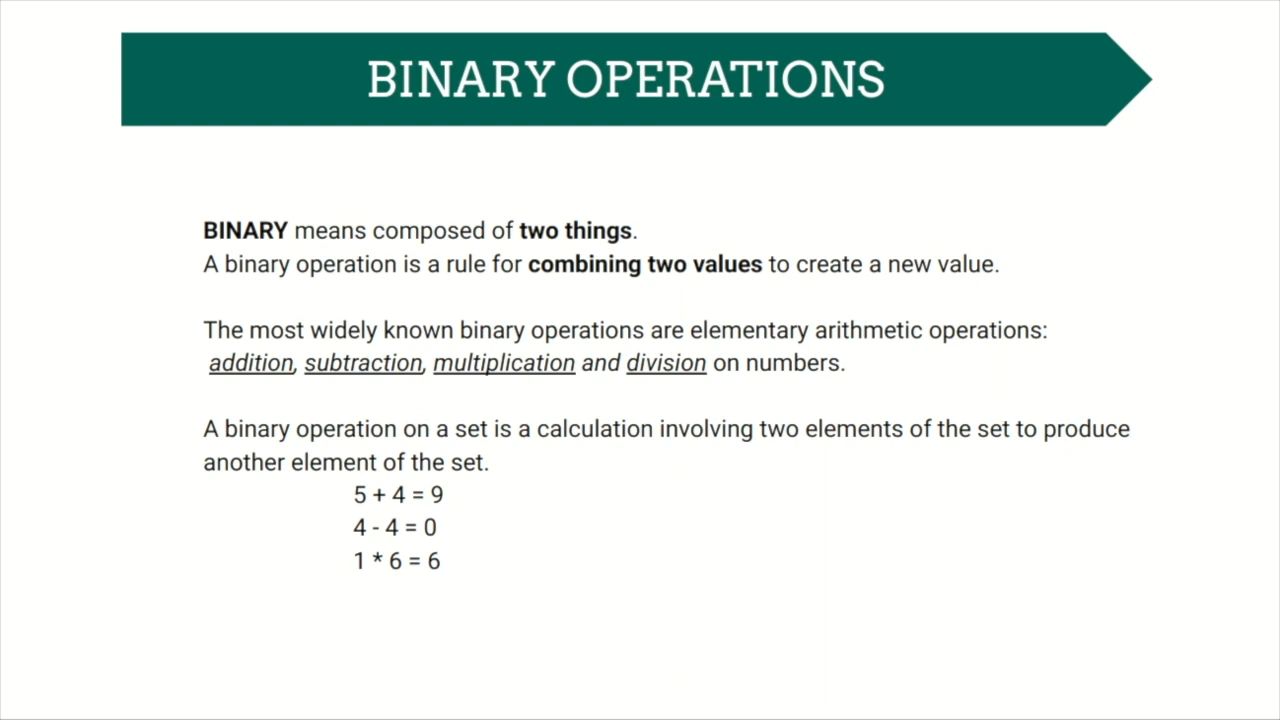 BINARY OPERATIONS
BINARY means composed of two things.
A binary operation is a rule for combining two values to create a new value.
The most widely known binary operations are elementary arithmetic operations:
addition, subtraction, multiplication and division on numbers.
A binary operation on a set is a calculation involving two elements of the set to produce
another element of the set.
5 + 4 = 9
4 - 4 = 0
1 * 6 = 6